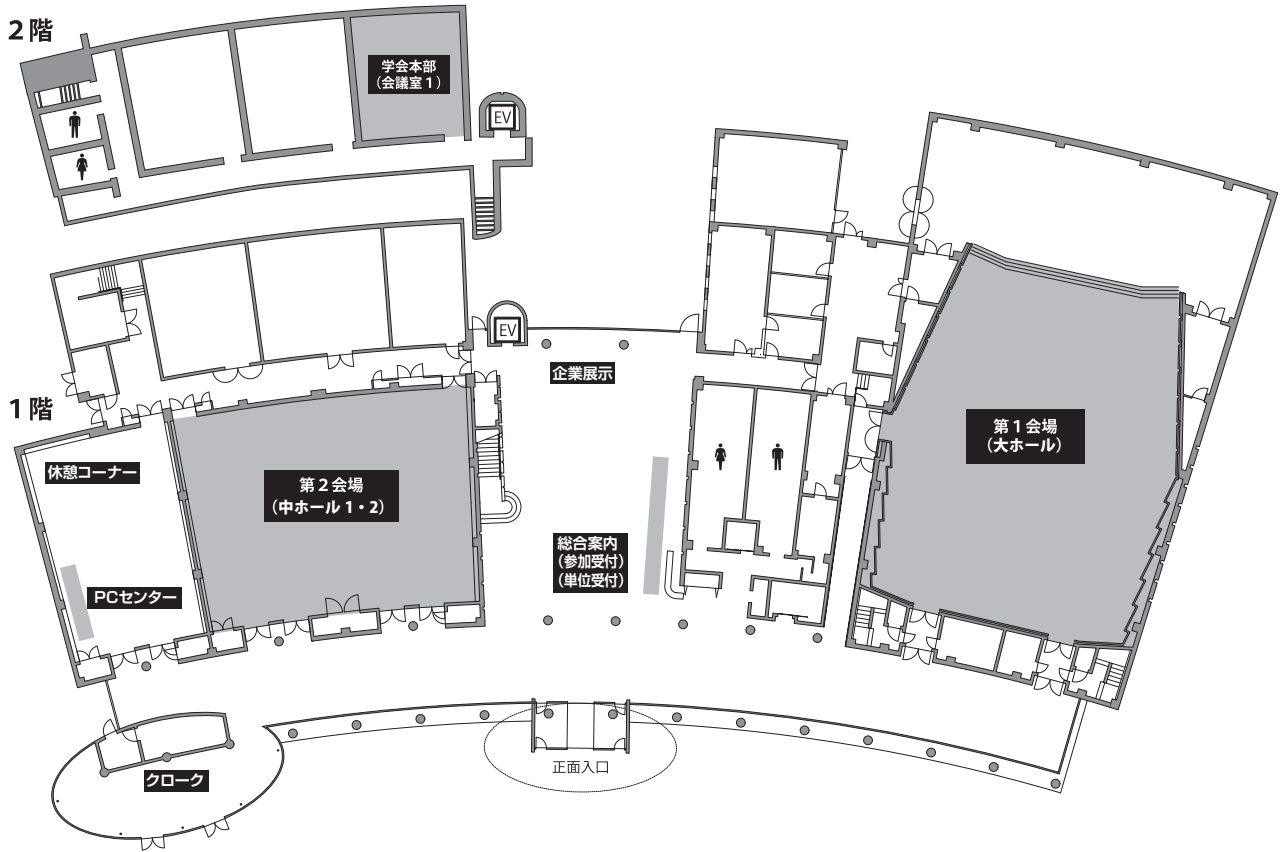 2階
学会本部
（会議室１）
EV
EV
企業展示
1階
休憩コーナー
第２会場
（中ホール１・２）
第１会場
（大ホール）
総合案内
（参加受付）
（単位受付）
PCセンター
正面入口
クローク